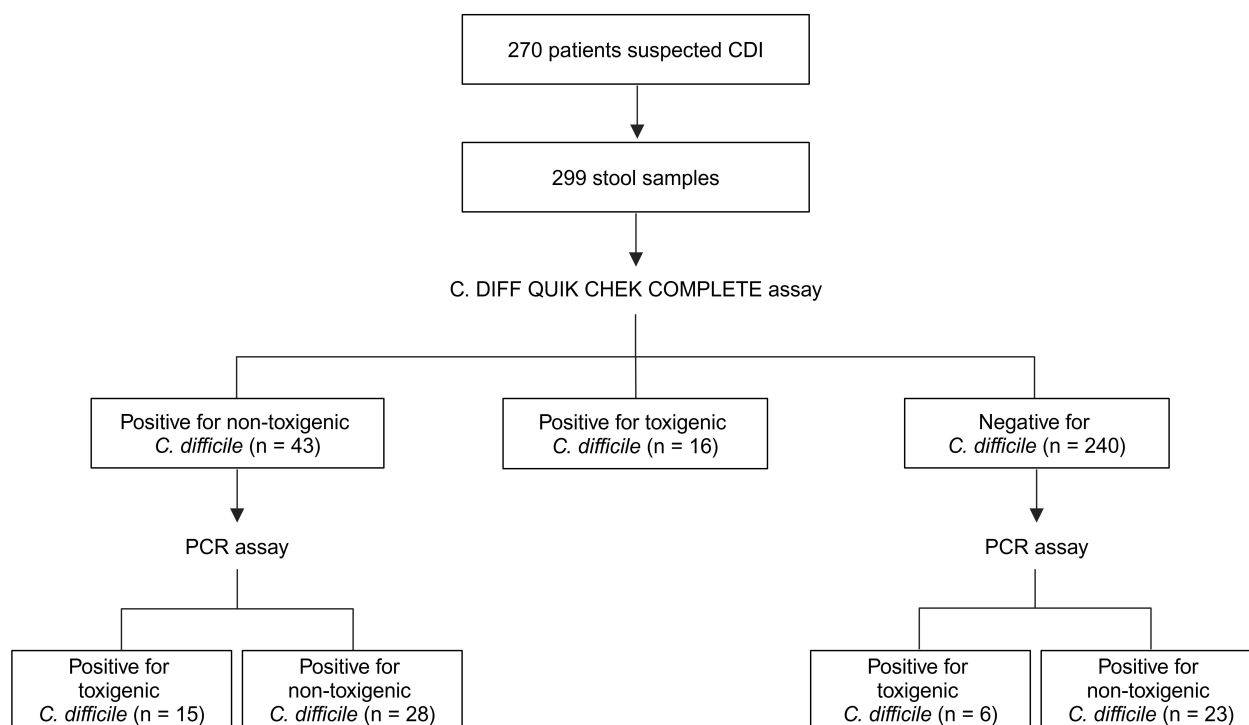 270 patients suspected CDI
299 stool samples
C. DIFF QUIK CHEK COMPLETE assay
Positive for non-toxigenic
C. difficile (n = 43)
Positive for toxigenic
C. difficile (n = 16)
Negative for
C. difficile (n = 240)
PCR assay
PCR assay
Positive for
toxigenic
C. difficile (n = 15)
Positive for
non-toxigenic
C. difficile (n = 28)
Positive for
toxigenic
C. difficile (n = 6)
Positive for
non-toxigenic
C. difficile (n = 23)